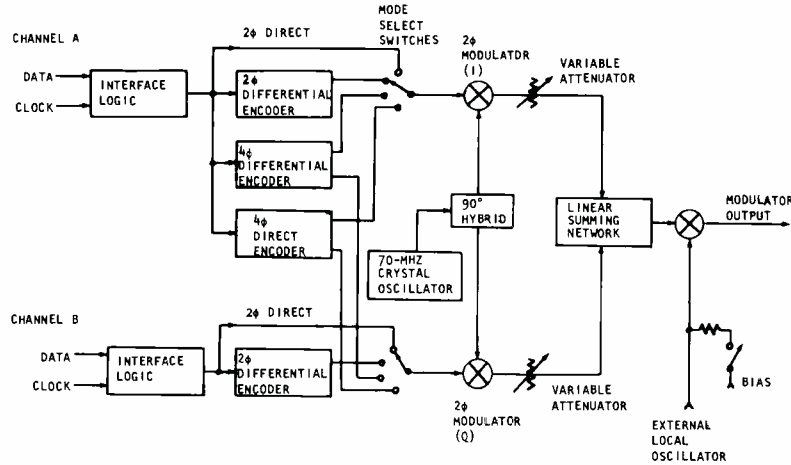 MODE
SELECT
SWITCHES
2ϕ DIRECT
CHANNEL A
DATA
CLOCK
INTERFACE
LOGIC
2ϕ
DIFFERENTIAL
ENCOOER
4ϕ
DIFFERENTIAL
ENCODER
4ϕ
DIRECT
ENCODER
2ϕ
MODULATDR
(I)
VARIABLE
ATTENUATOR
90°
HYBRID
70-MHZ
CRYSTAL
OSCILLATOR
LINEAR
SUMMING
NETWORK
MODULATOR
OUTPUT
CHANNEL B
2ϕ DIRECT
DATA
CLOCK
INTERFACE
LOGIC
2ϕ
DIFFERENTIAL
ENCODER
2ϕ
MODULATOR
(Q)
VARIABLE
ATTENUATOR
BIAS
EXTERNAL
LOCAL
OSCILLATOR